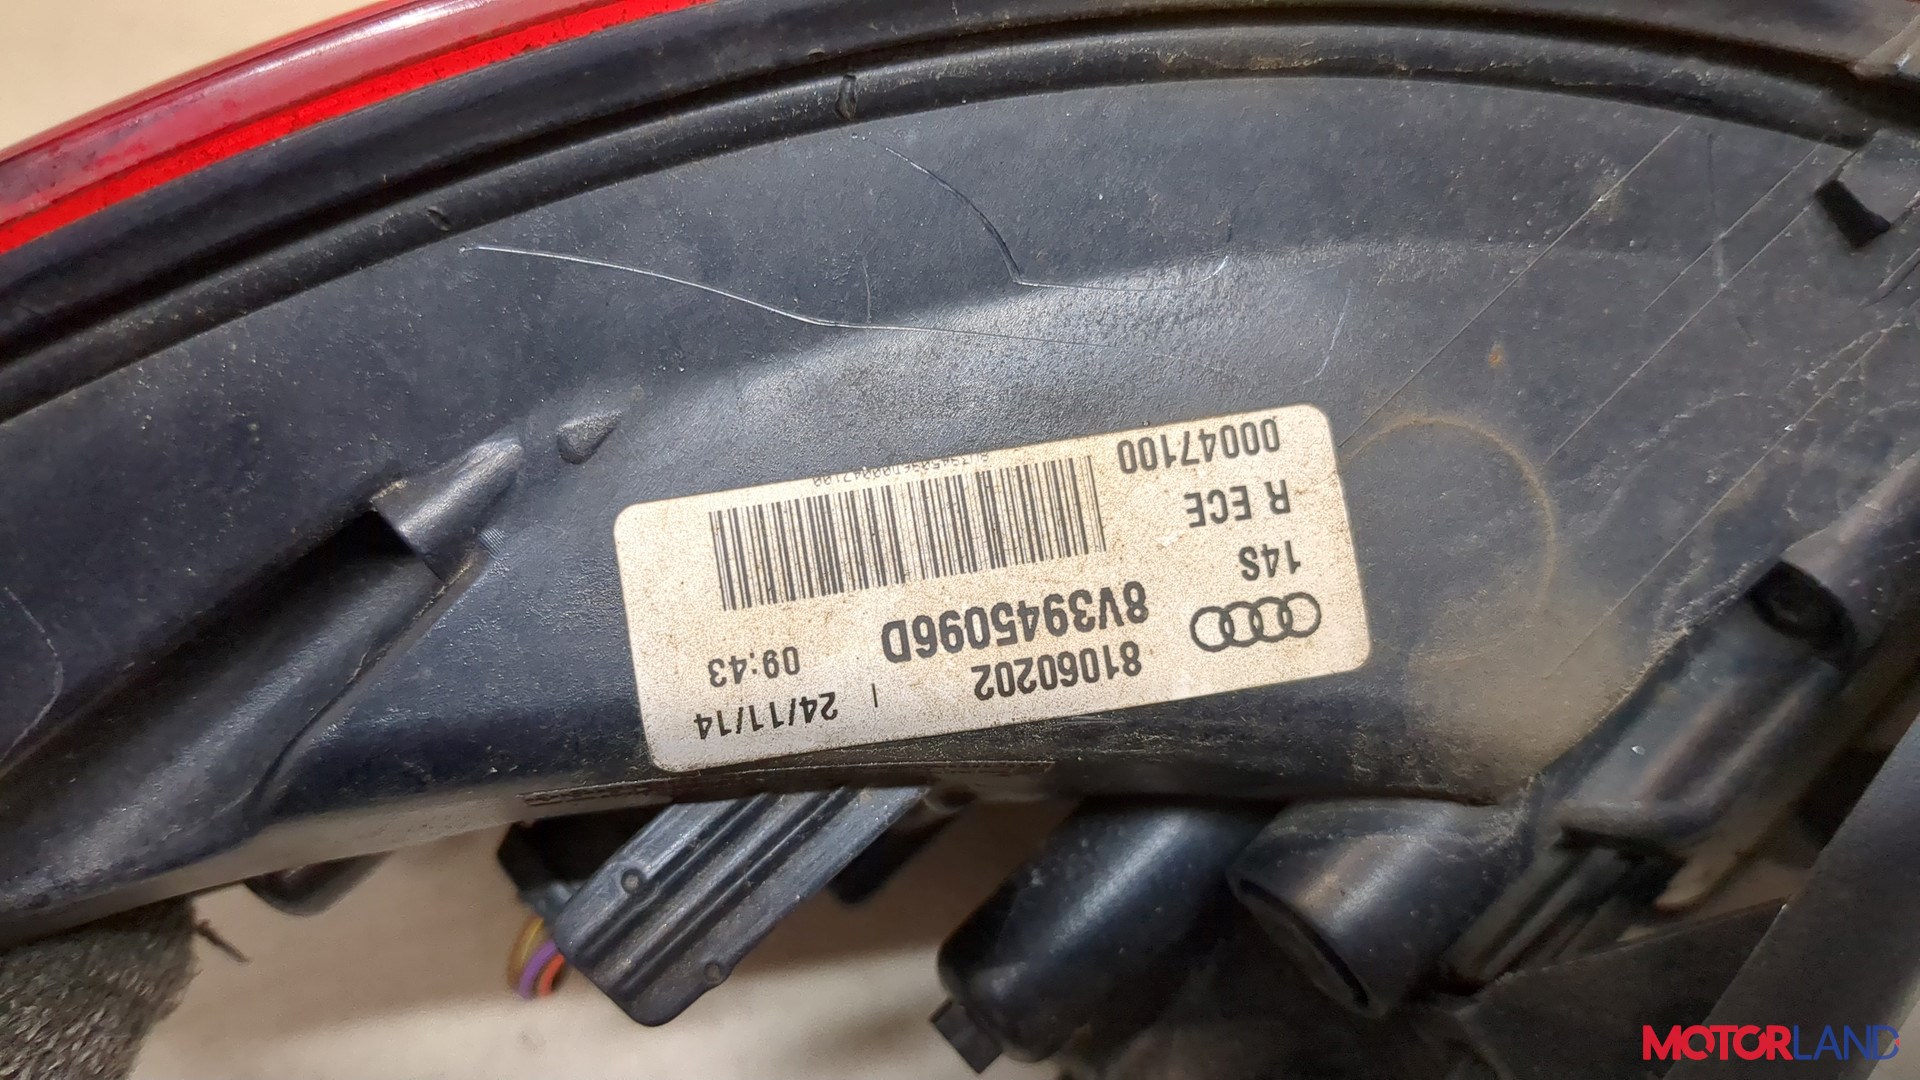 81060202 | 24/11/14
8V3945096D 09:43
14S
R ECE
00047100
MOTORLAND